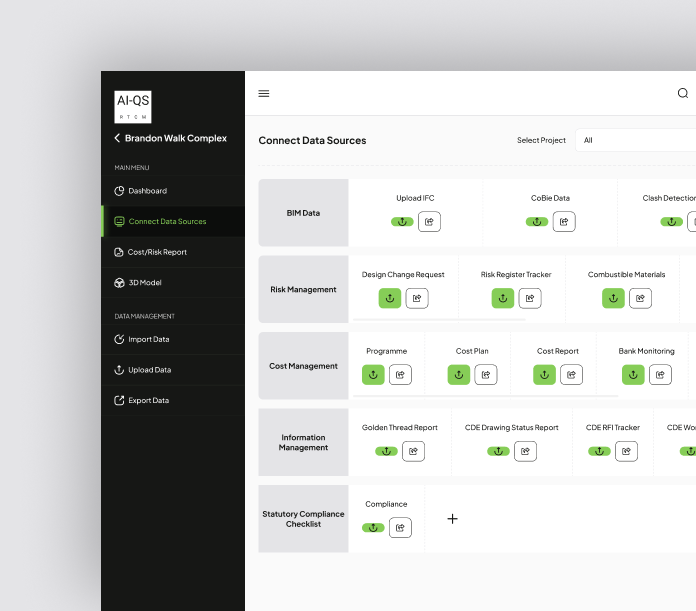 AI-QS
RTCM
Brandon Walk Complex
MAIN MENU
Dashboard
Connect Data Sources
Cost/Risk Report
3D Model
DATA MANAGEMENT
Import Data
Upload Data
Export Data
Connect Data Sources
Select Project
All
BIM Data
Upload IFC
CoBie Data
Clash Detection
Risk Management
Design Change Request
Risk Register Tracker
Combustible Materials
Cost Management
Programme
Cost Plan
Cost Report
Bank Monitoring
Information
Management
Golden Thread Report
CDE Drawing Status Report
CDE RFI Tracker
CDE Wor
Statutory Compliance
Checklist
Compliance